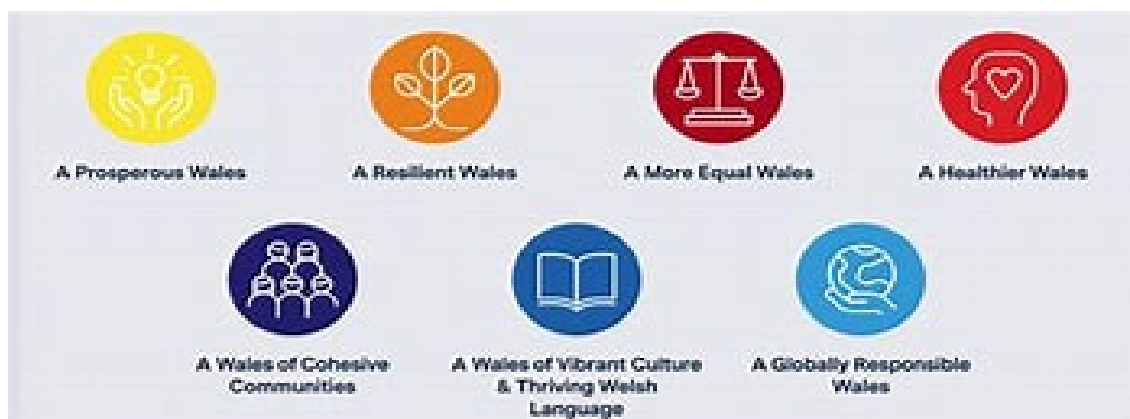 A Prosperous Wales
A Resilient Wales
A More Equal Wales
A Healthier Wales
A Wales of Cohesive
Communities
A Wales of Vibrant Culture
& Thriving Welsh
Language
A Globally Responsible
Wales